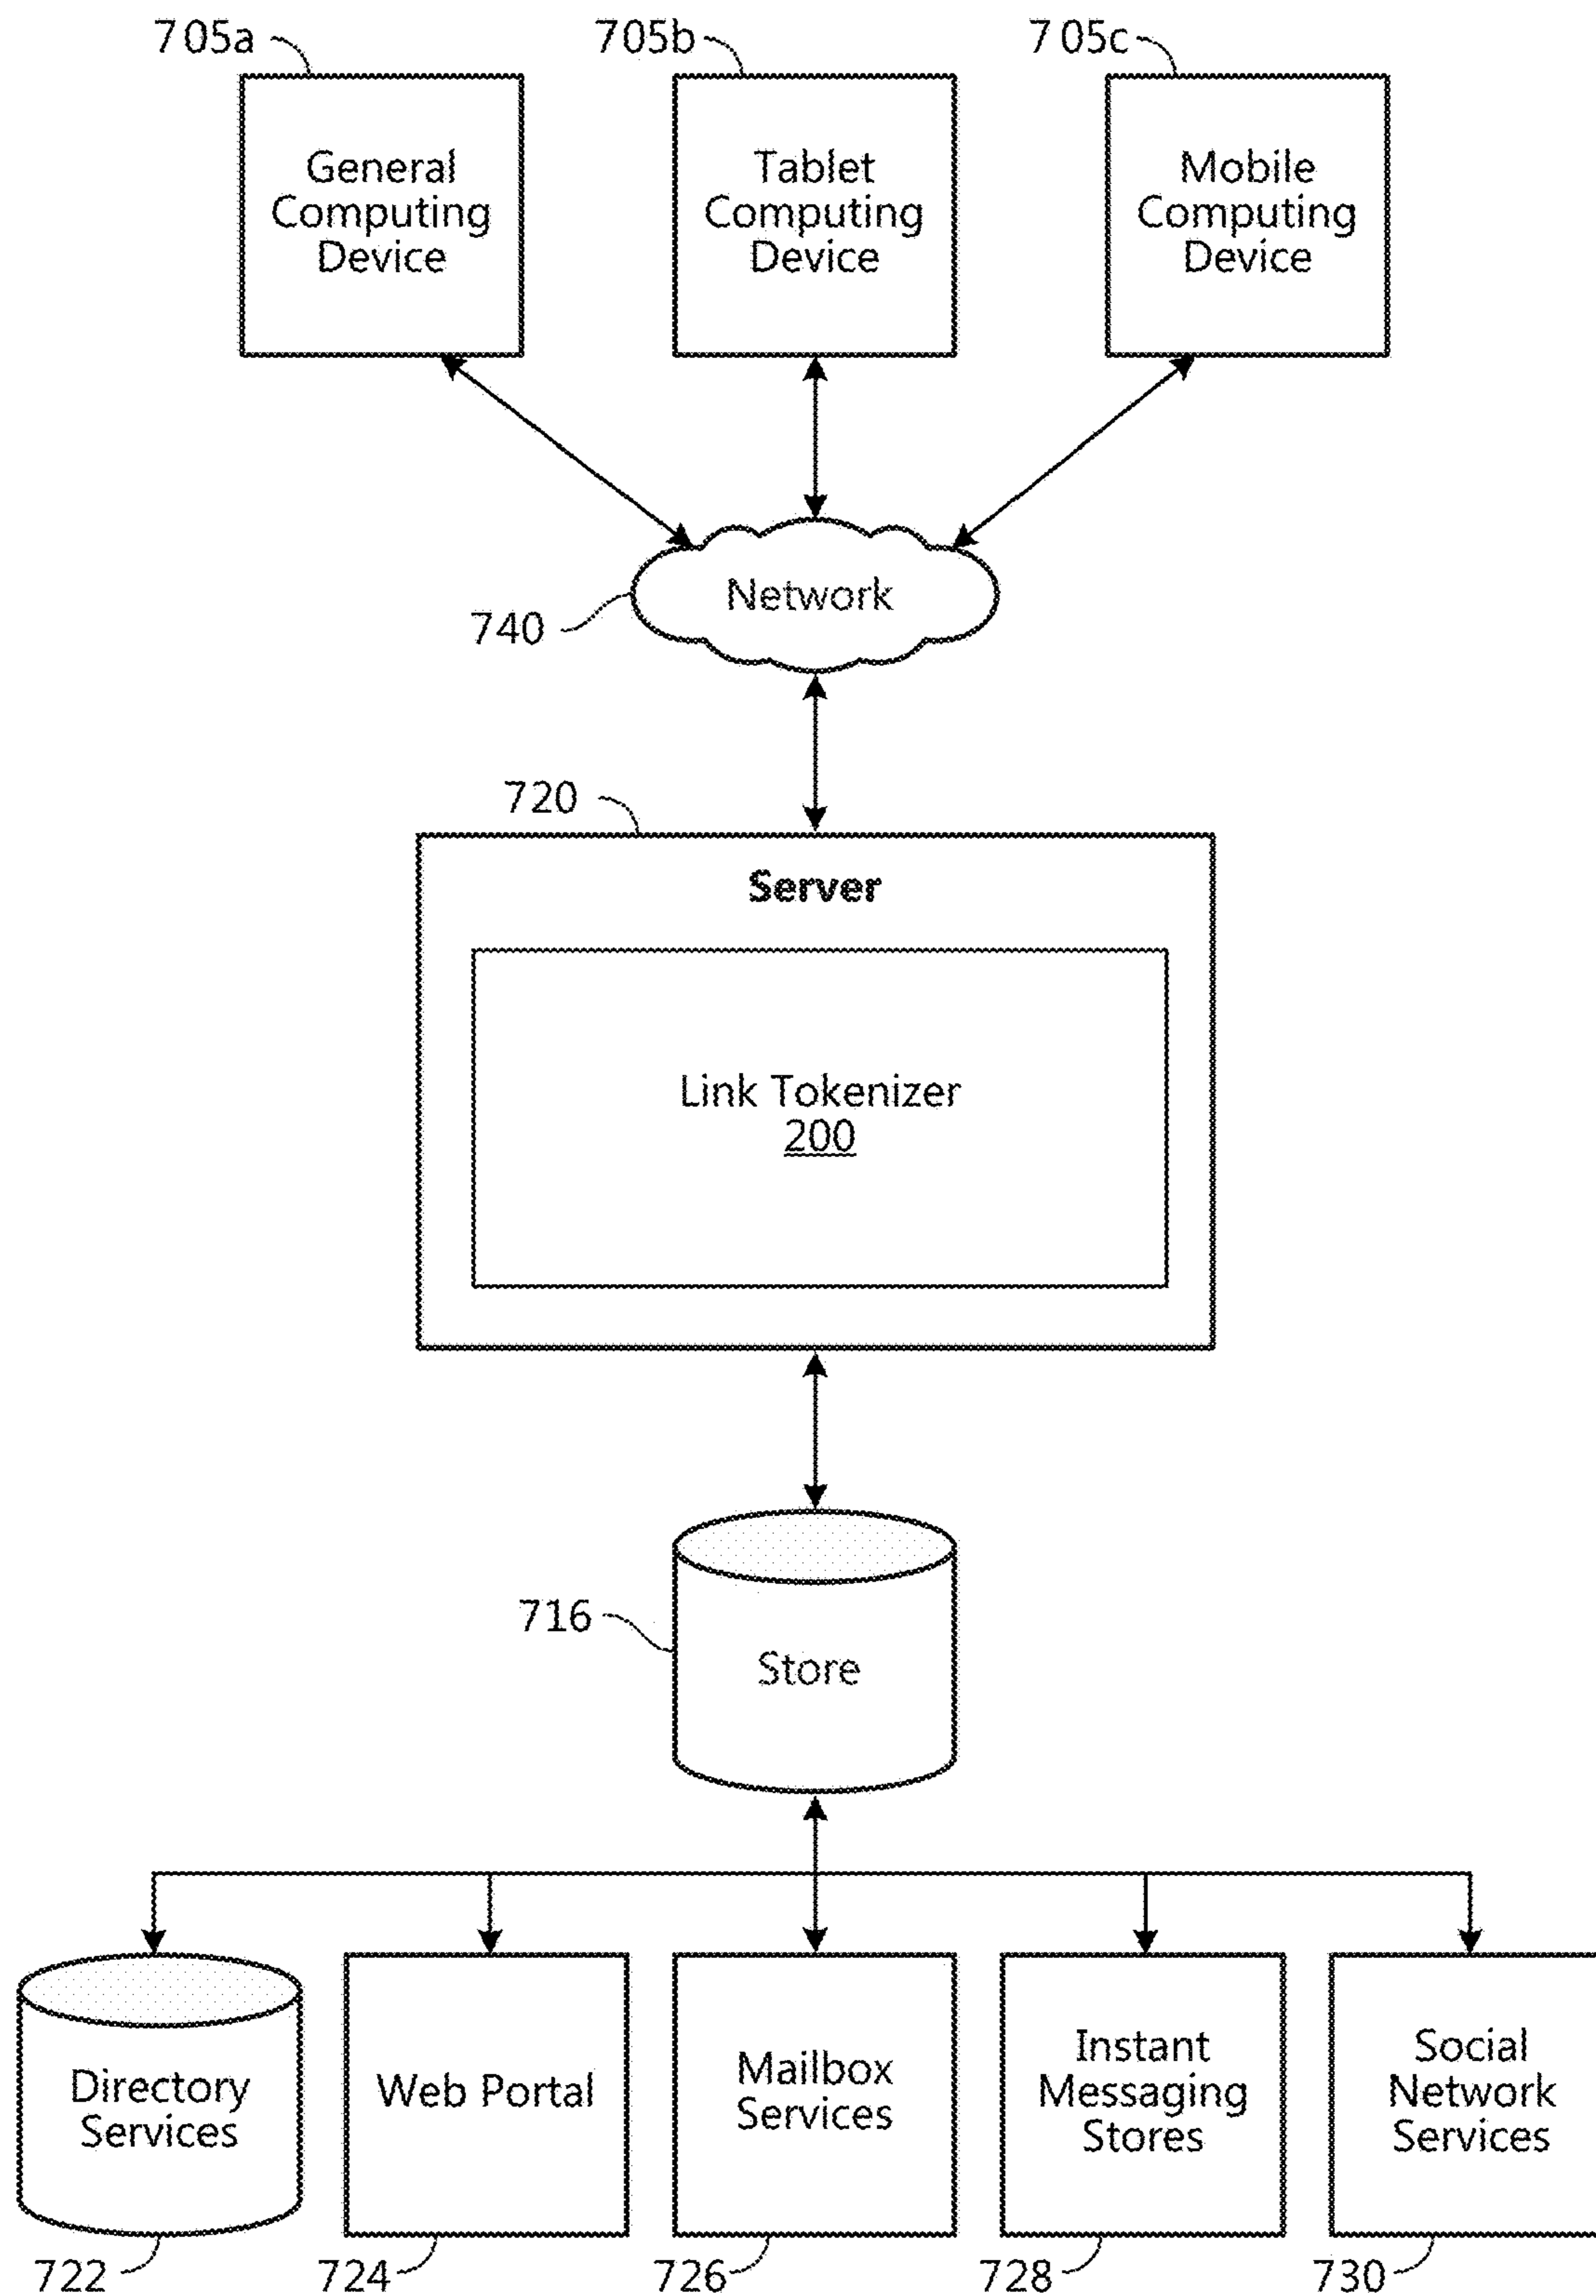 705a
705b
705c
General
Computing
Device
Tablet
Computing
Device
Mobile
Computing
Device
Network
740
720
Server
Link Tokenizer
200
716
Store
Directory
Services
Web Portal
Mailbox
Services
Instant
Messaging
Stores
Social
Network
Services
722
724
726
728
730